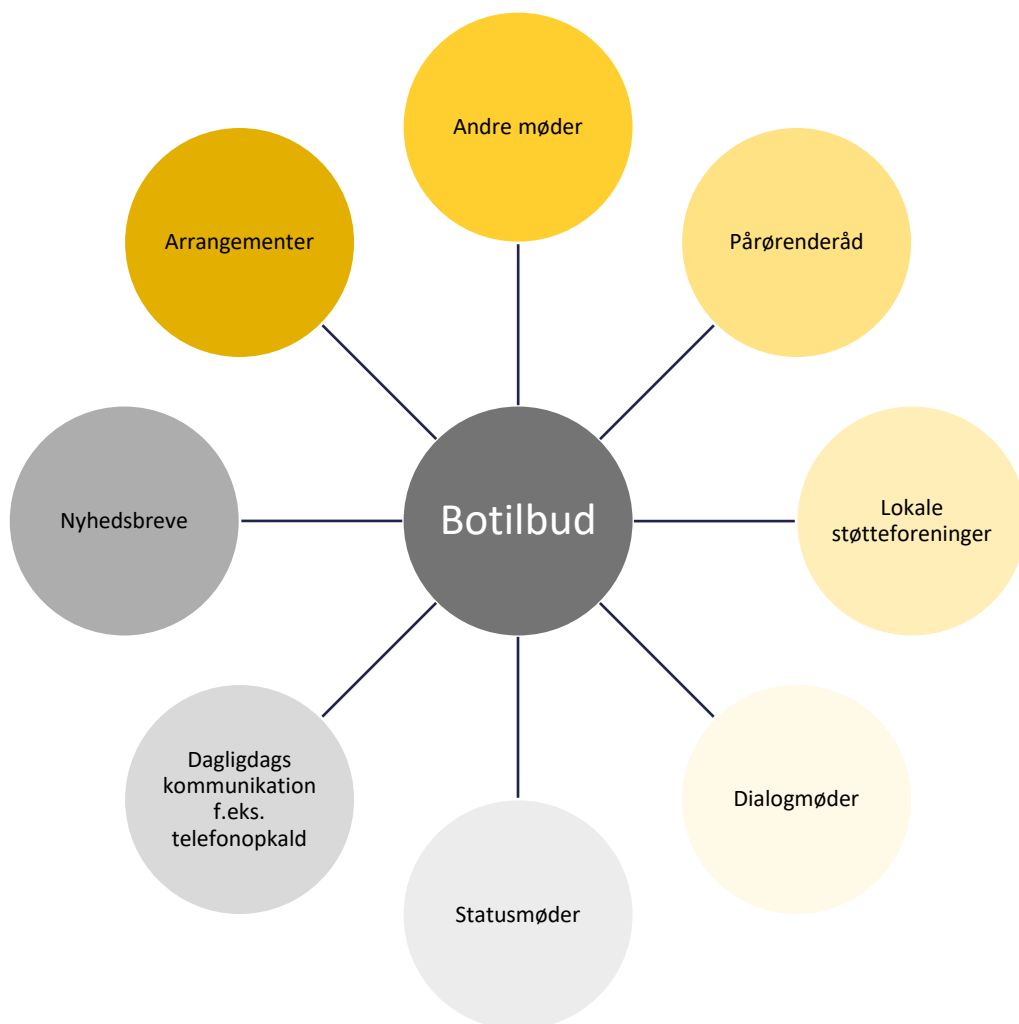 Andre møder
Arrangementer
Pårørenderåd
Nyhedsbreve
Botilbud
Lokale
støtteforeninger
Dagligdags
kommunikation
f.eks.
telefonopkald
Dialogmøder
Statusmøder